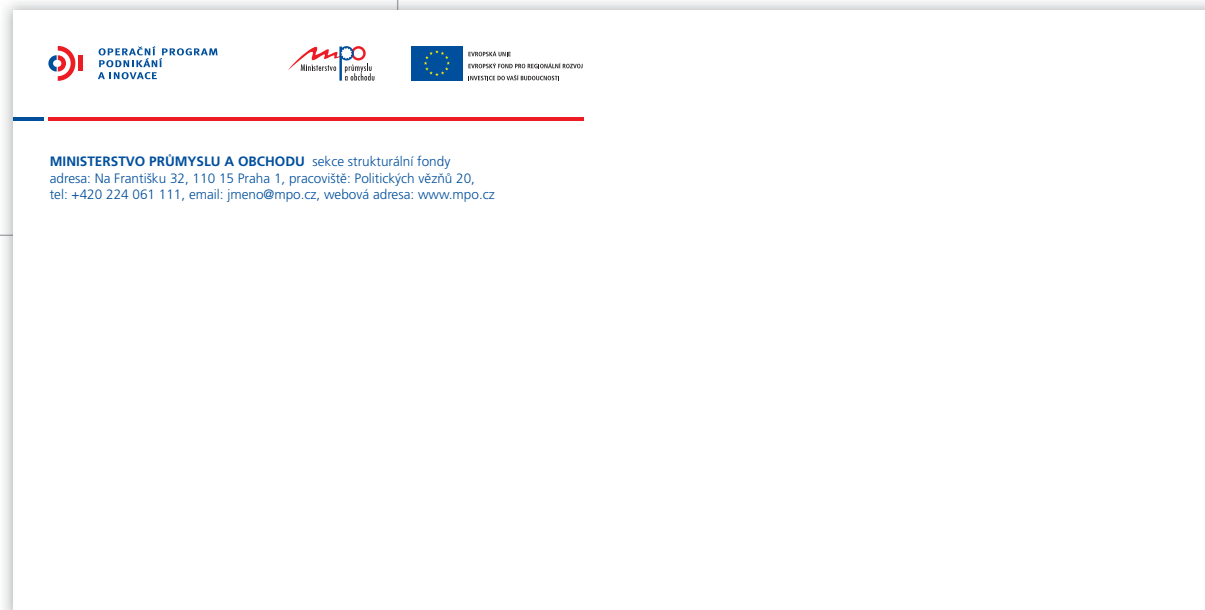 OPERAČNÍ PROGRAM
PODNIKÁNÍ
A INOVACE
mpo
Ministerstvo průmyslu
a obchodu
EVROPSKÁ UNIE
EVROPSKÝ FOND PRO REGIONÁLNÍ ROZVOJ
INVESTICE DO VAŠÍ BUDOUCNOSTI
MINISTERSTVO PRŮMYSLU A OBCHODU sekce strukturální fondy
adresa: Na Františku 32, 110 15 Praha 1, pracoviště: Politických vězňů 20,
tel: +420 224 061 111, email: jmeno@mpo.cz, webová adresa: www.mpo.cz